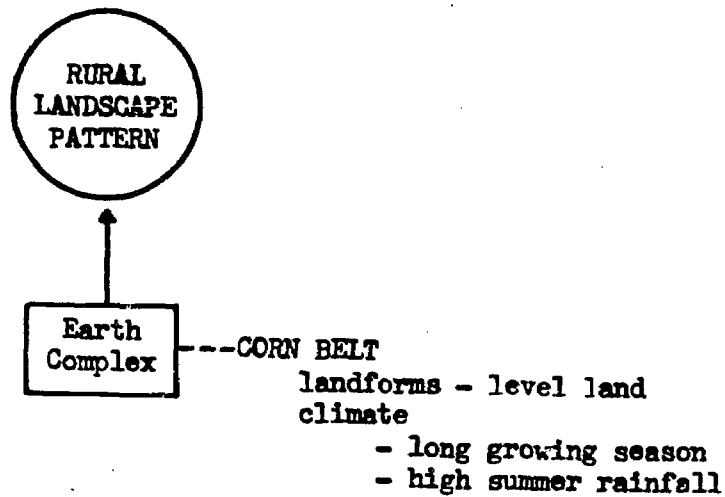 RURAL
LANDSCAPE
PATTERN
Earth
Complex
---CORN BELT
landforms - level land
climate
- long growing season
- high summer rainfall